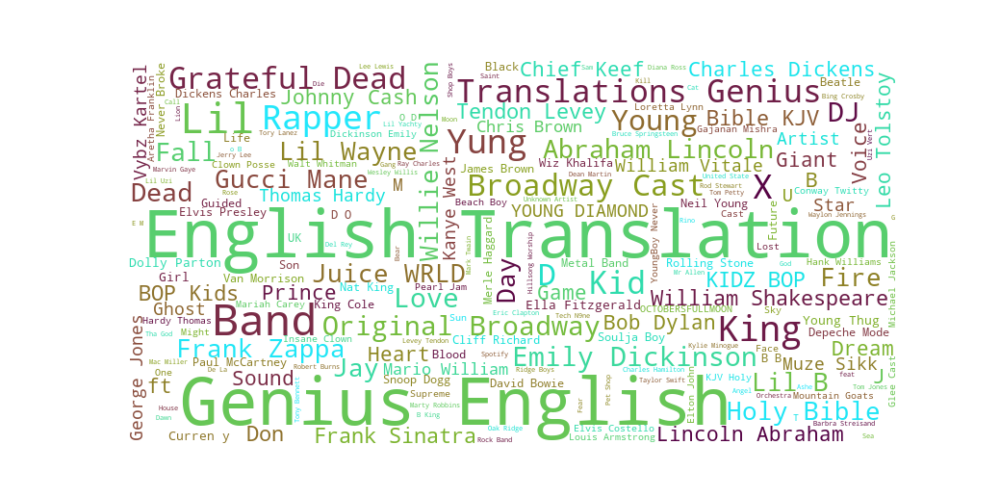 Grateful Dead
Chief Keef
Charles Dickens
Black
Lee Lewis
Die
Saint
Sam
Diana Ross
Beatle
Bing Crosby
Vybz Kartel
Aretha Franklin
Never Broke
Dickens Charles
Johnny Cash
Willie Nelson
Shop Boys
Translations Genius
Kill
Cat
Leo Tolstoy
Lil
Rapper
Call
Lion
Tory Lanez
O D
Lil Yachty
Dickinson Emily
Moon
Tendon Levey
Chris Brown
Loretta Lynn
Young
Bible KJV
DJ
Gajanan Mishra
Bruce Springsteen
Artist
Voice
Uzi Vert
Fall
Life
o B
Jerry Lee
Lil Wayne
Yung
Abraham Lincoln
Giant
Clown Posse
Gang
Ray Charles
Marvin Gaye
Walt Whitman
Wesley Willis
Kanye West
James Brown
Wiz Khalifa
Dean Martin
William Vitale
United State
Lil Uzi
Dead
Gucci Mane
M
Broadway Cast
X
B
U
Conway Twitty
Rose
Thomas Hardy
Unknown Artist
Rod Stewart
Tom Petty
Star
Guided
Elvis Presley
D O
Beach Boy
YOUNG DIAMOND
Neil Young
Cast
Future
Waylon Jennings
E M
G
English Translation
UK
Del Rey
Bear
Mark Twain
Merle Haggard
Hillsong Worship
YoungBoy Never
Rino
Lost
Dolly Parton
Son
Metal Band
Rolling Stone
God
Hank Williams
Michael Jackson
Girl
Van Morrison
Juice WRLD
Nat King
Pearl Jam
Day
D
Game
Kid
Mr Allen
KIDZ BOP
Fire
BOP Kids
Prince
Love
Mariah Carey
King Cole
Ella Fitzgerald
William Shakespeare
Ghost
Eric Clapton
Tech N9ne
OCTOBERSFULLMOON
Sky
Hardy Thomas
Band
Sun
Original Broadway
Bob Dylan
King
Young Thug
Tha God
Might
Insane Clown
Cliff Richard
Soulja Boy
Depeche Mode
George Jones
Frank Zappa
Levey Tendon
Kylie Minogue
Face
Dream
Mac Miller
Paul McCartney
Heart
Blood
Spotify
Emily Dickinson
B B
Muze Sikk
One
De La
Robert Burns
Jay
Mario William
Ridge Boys
Charles Hamilton
ft
Sound
Snoop Dogg
David Bowie
Pet Shop
Taylor Swift
KJV Holy
Lil B
feat
J
Tom Jones
Glee Cast
Supreme
Elton John
Angel
Ashe
Orchestra
Mountain Goats
House
Dawn
Genius English
Tony Bennett
Marty Robbins
B King
Fear
Holy Bible
T
Barbra Streisand
Curren y
Don
Frank Sinatra
Oak Ridge
Rock Band
Elvis Costello
Louis Armstrong
Lincoln Abraham
Sea